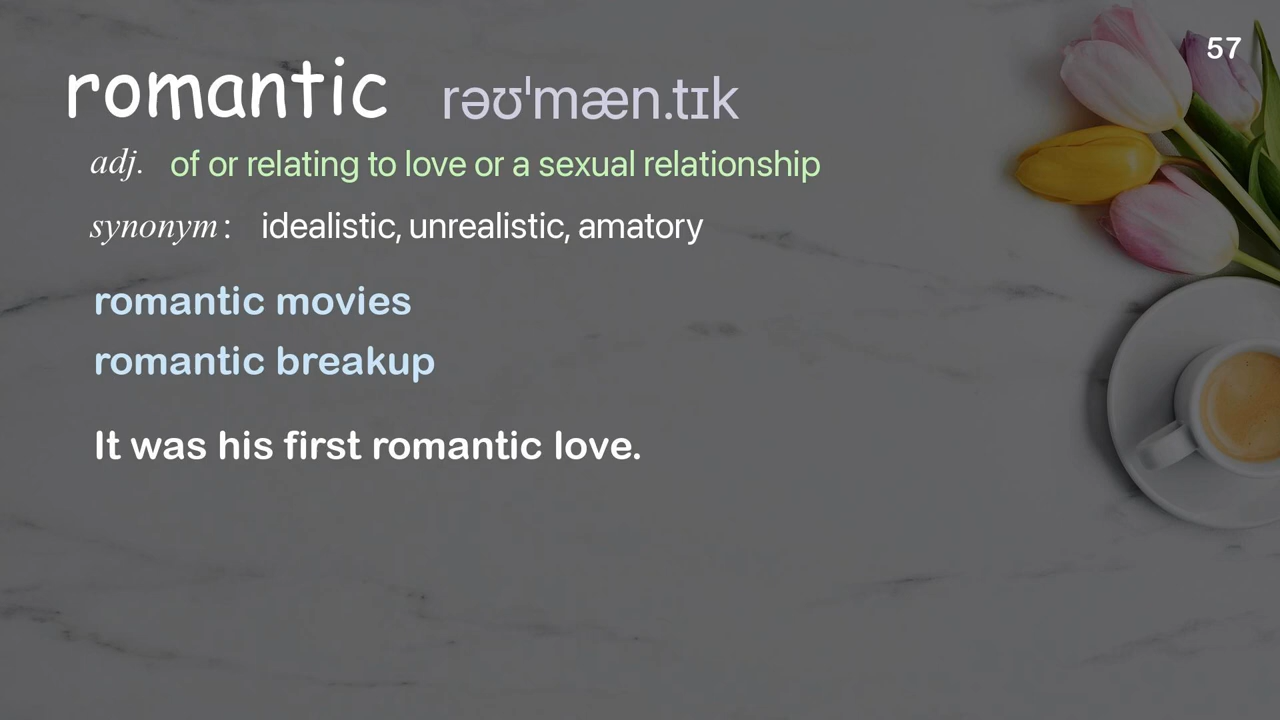 57
romantic rəʊˈmæn.tɪk
adj. of or relating to love or a sexual relationship
synonym: idealistic, unrealistic, amatory
romantic movies
romantic breakup
It was his first romantic love.